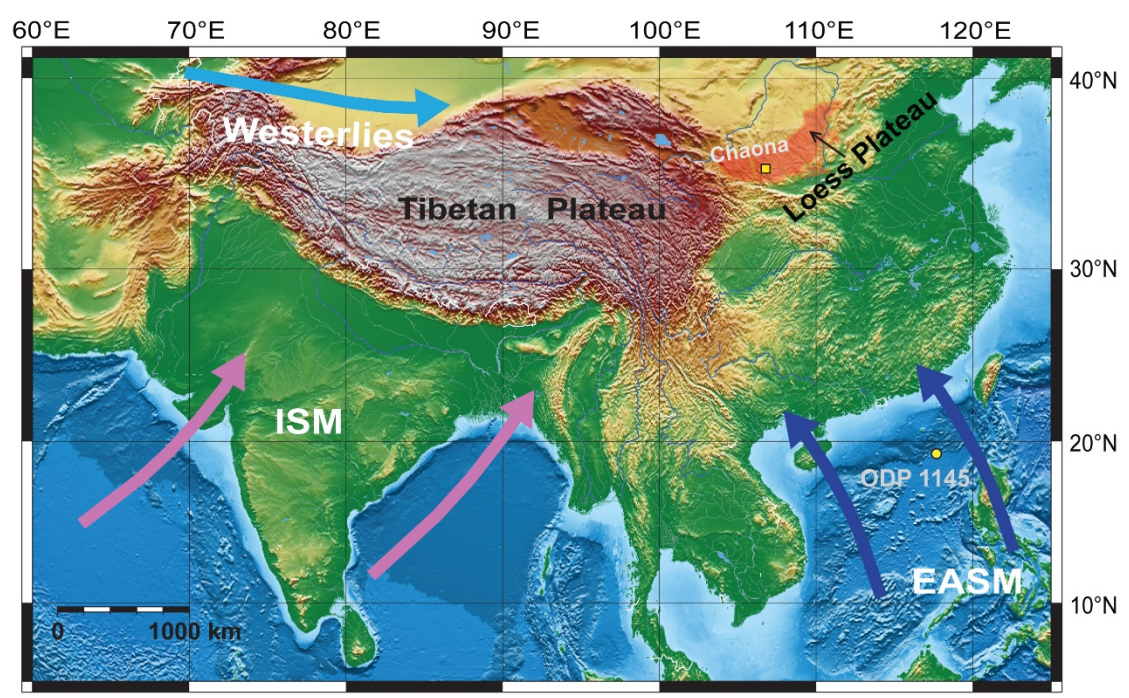 60°E 70°E 80°E 90°E 100°E 110°E 120°E
40°N
Westerlies
Chaona
Loess Plateau
Tibetan Plateau
30°N
ISM
20°N
ODP 1145
EASM
10°N
0 1000 km